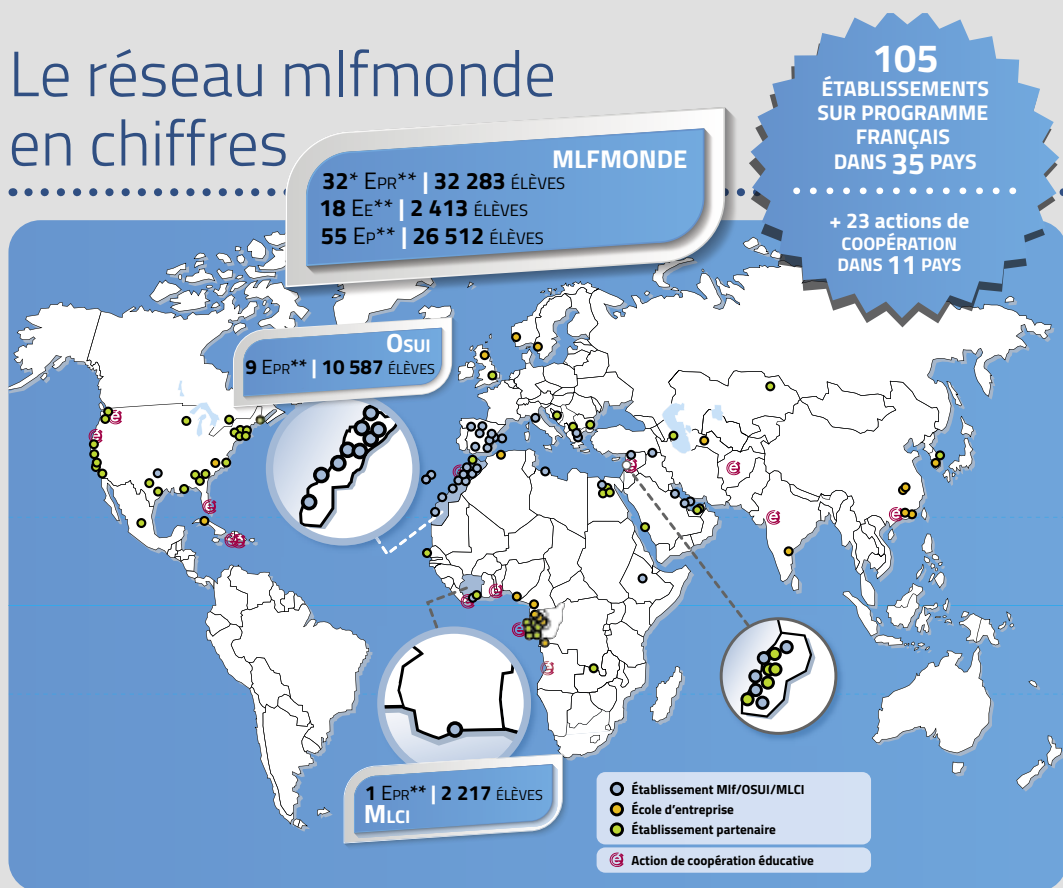 Le réseau mlfmonde
en chiffres
MLFMONDE
32* EPR** | 32 283 ÉLÈVES
18 EE** | 2 413 ÉLÈVES
55 EP** | 26 512 ÉLÈVES
105
ÉTABLISSEMENTS
SUR PROGRAMME
FRANÇAIS
DANS 35 PAYS
+ 23 actions de
COOPÉRATION
DANS 11 PAYS
OSUI
9 EPR** | 10 587 ÉLÈVES
1 EPR** | 2 217 ÉLÈVES
MLCI
Établissement Mlf/OSUI/MLCI
École d'entreprise
Établissement partenaire
Action de coopération éducative